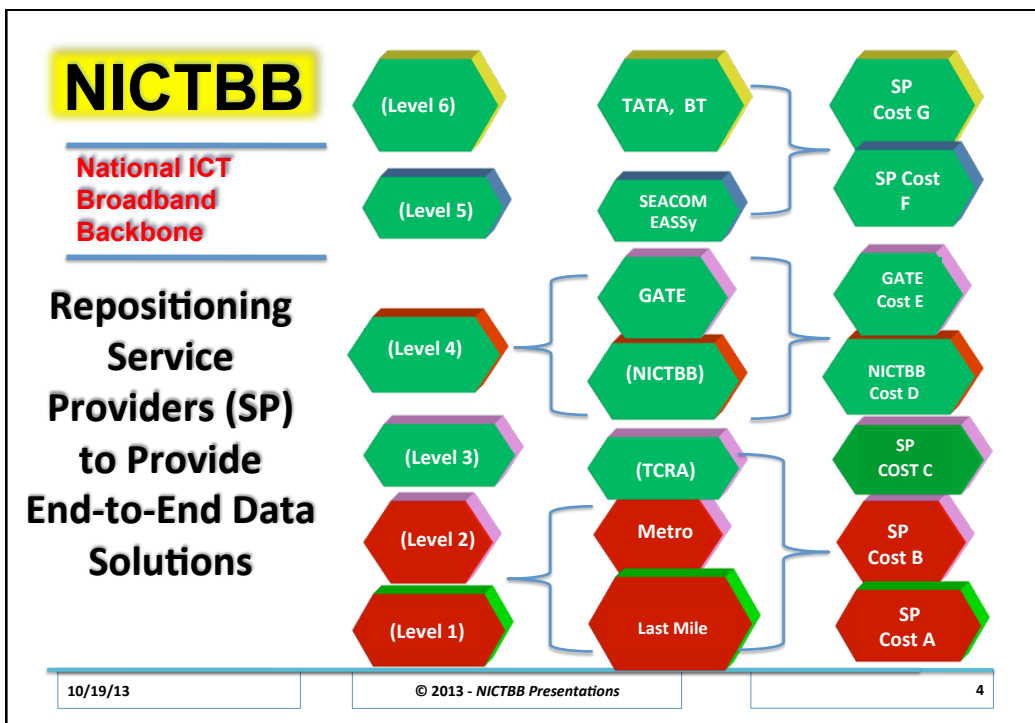 NICTBB
National ICT
Broadband
Backbone
Repositioning
Service
Providers (SP)
to Provide
End-to-End Data
Solutions
(Level 6)
TATA, BT
SP
Cost G
(Level 5)
SEACOM
EASSy
SP Cost
F
(Level 4)
GATE
(NICTBB)
GATE
Cost E
NICTBB
Cost D
(Level 3)
(TCRA)
SP
COST C
(Level 2)
Metro
SP
Cost B
(Level 1)
Last Mile
SP
Cost A
10/19/13
© 2013 - NICTBB Presentations
4